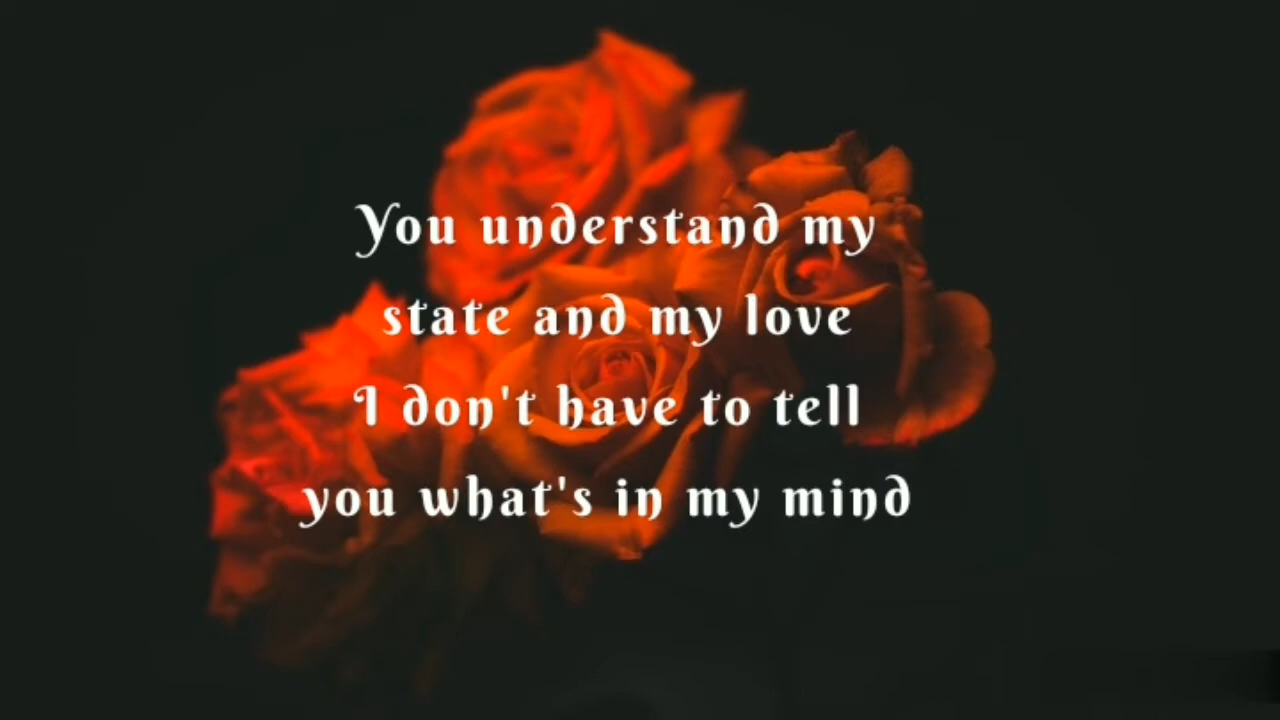 You understand my
state and my love
I don't have to tell
you what's in my mind